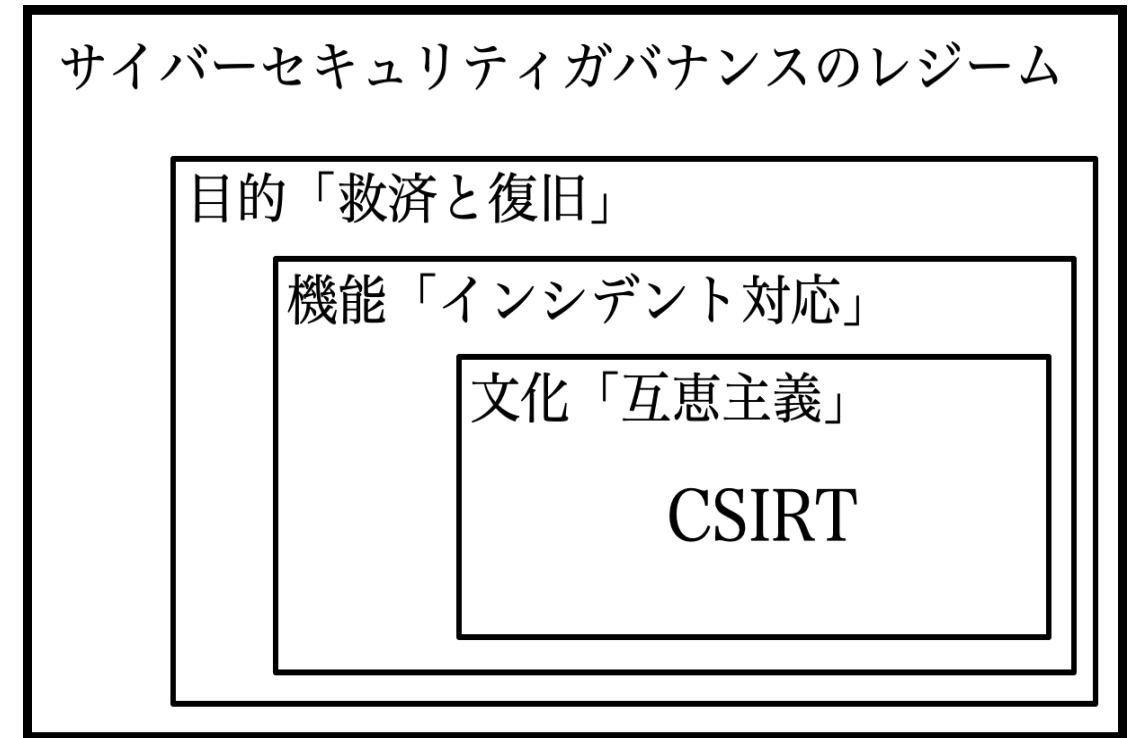 サイバーセキュリティガバナンスのレジーム
目的「救済と復旧」
機能「インシデント対応」
文化「互恵主義」
CSIRT